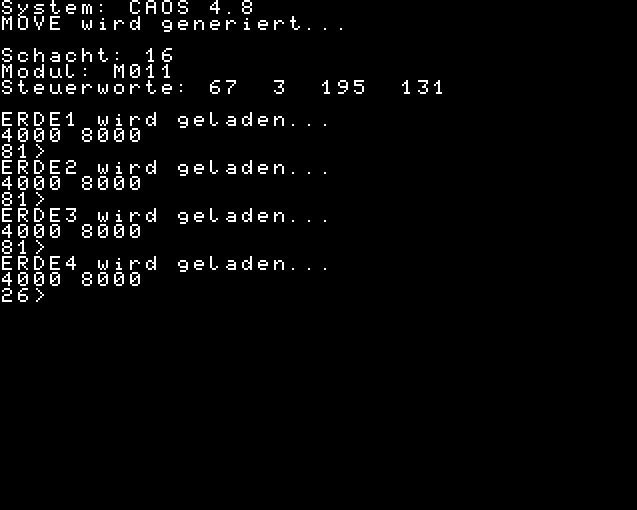 System: CAOS 4.8
MOVE wird generiert...
Schacht: 16
Modul: M011
Steuerworte: 67 3 195 131
ERDE1 wird geladen...
4000 8000
81>
ERDE2 wird geladen...
4000 8000
81>
ERDE3 wird geladen...
4000 8000
81>
ERDE4 wird geladen...
4000 8000
26>